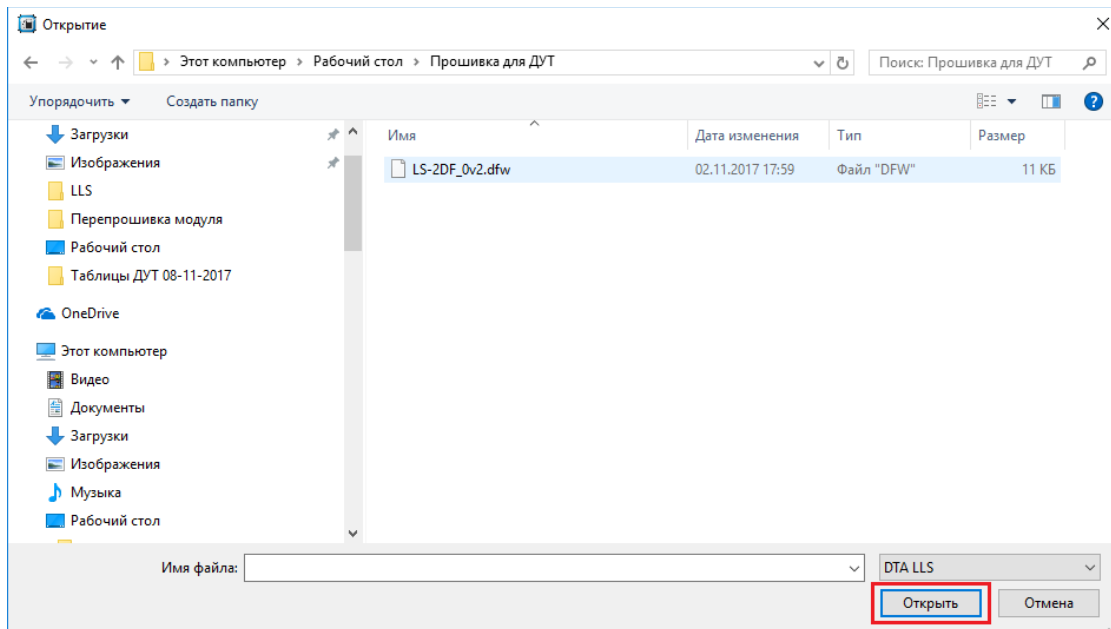 Открытие
Этот компьютер > Рабочий стол > Прошивка для ДУТ
Поиск: Прошивка для ДУТ
Упорядочить
Создать папку
Имя
Дата изменения
Тип
Размер
LS-2DF_0v2.dfw
02.11.2017 17:59
Файл "DFW"
11 КБ
Загрузки
Изображения
LLS
Перепрошивка модуля
Рабочий стол
Таблицы ДУТ 08-11-2017
OneDrive
Этот компьютер
Видео
Документы
Загрузки
Изображения
Музыка
Рабочий стол
Имя файла:
DTA LLS
Открыть
Отмена